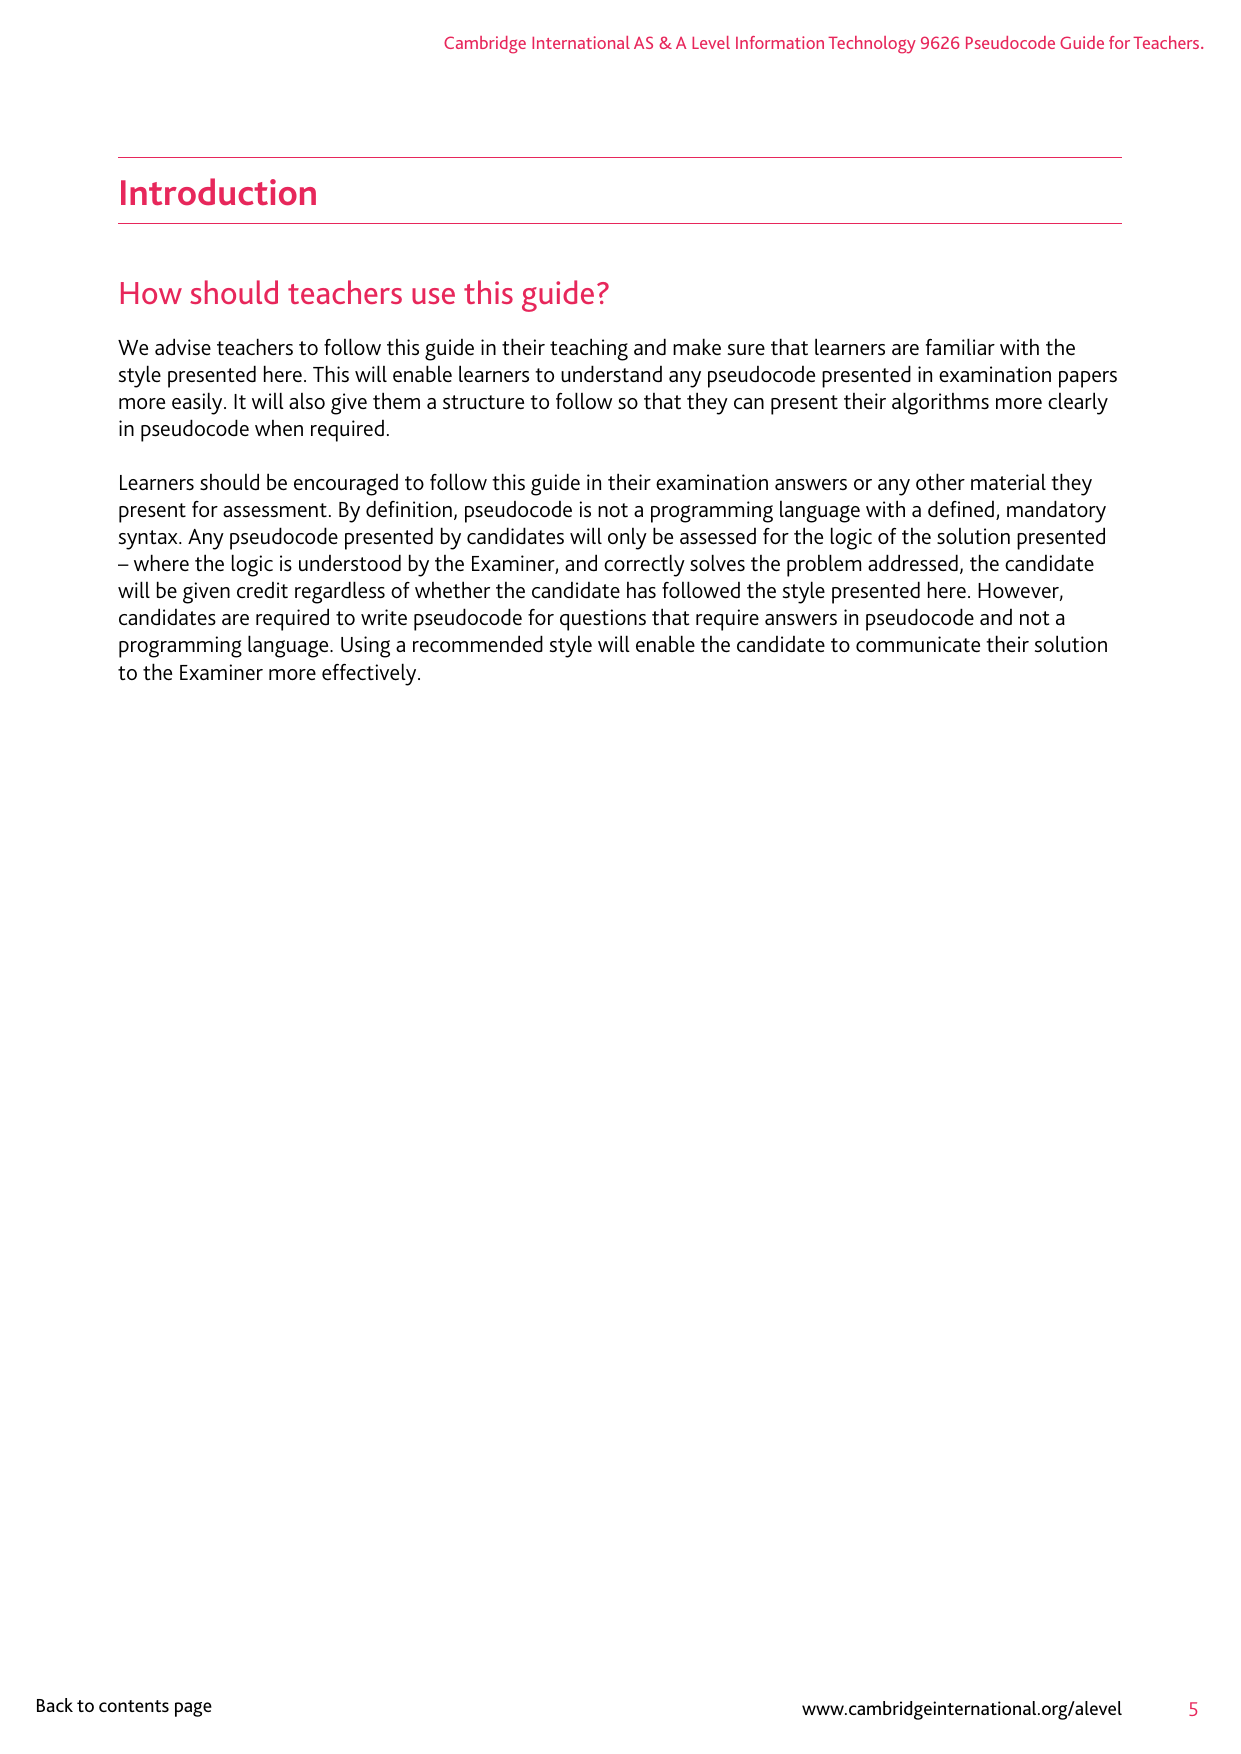 Cambridge International AS & A Level Information Technology 9626 Pseudocode Guide for Teachers.
Introduction
How should teachers use this guide?
We advise teachers to follow this guide in their teaching and make sure that learners are familiar with the
style presented here. This will enable learners to understand any pseudocode presented in examination papers
more easily. It will also give them a structure to follow so that they can present their algorithms more clearly
in pseudocode when required.
Learners should be encouraged to follow this guide in their examination answers or any other material they
present for assessment. By definition, pseudocode is not a programming language with a defined, mandatory
syntax. Any pseudocode presented by candidates will only be assessed for the logic of the solution presented
– where the logic is understood by the Examiner, and correctly solves the problem addressed, the candidate
will be given credit regardless of whether the candidate has followed the style presented here. However,
candidates are required to write pseudocode for questions that require answers in pseudocode and not a
programming language. Using a recommended style will enable the candidate to communicate their solution
to the Examiner more effectively.
Back to contents page
www.cambridgeinternational.org/alevel 5